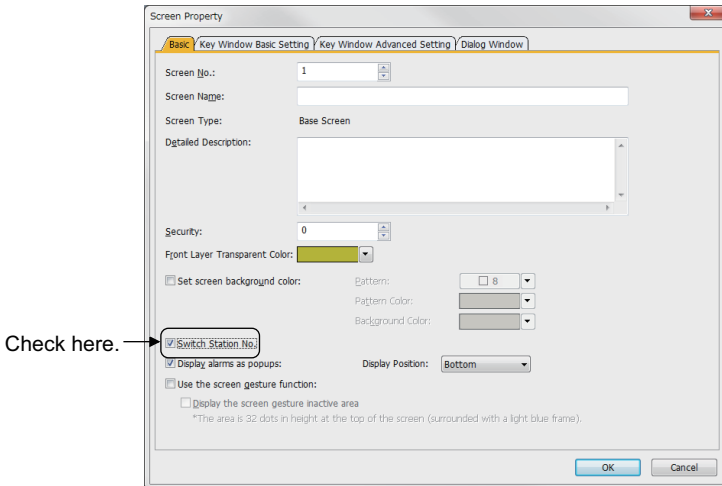 Screen Property
Basic Key Window Basic Setting Key Window Advanced Setting Dialog Window
Screen No.: 1
Screen Name:
Screen Type: Base Screen
Detailed Description:
Security: 0
Front Layer Transparent Color:
Set screen background color: Pattern: 8
Pattern Color:
Background Color:
Check here. Switch Station No.
Display alarms as popups: Display Position: Bottom
Use the screen gesture function:
Display the screen gesture inactive area
*The area is 32 dots in height at the top of the screen (surrounded with a light blue frame).
OK Cancel